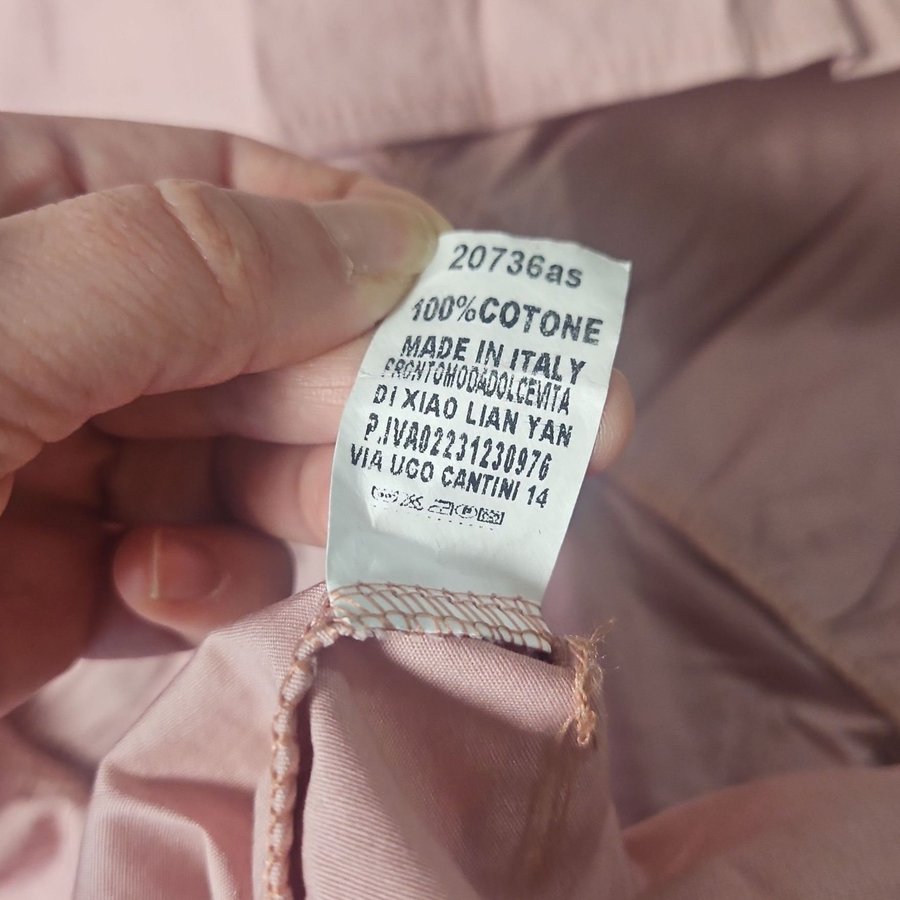 20736as
100%COTONE
MADE IN ITALY
PRONTOMODADOLCEVITA
DI XIAO LIAN YAN
P.IVA02231230976
VIA UGO CANTINI 14